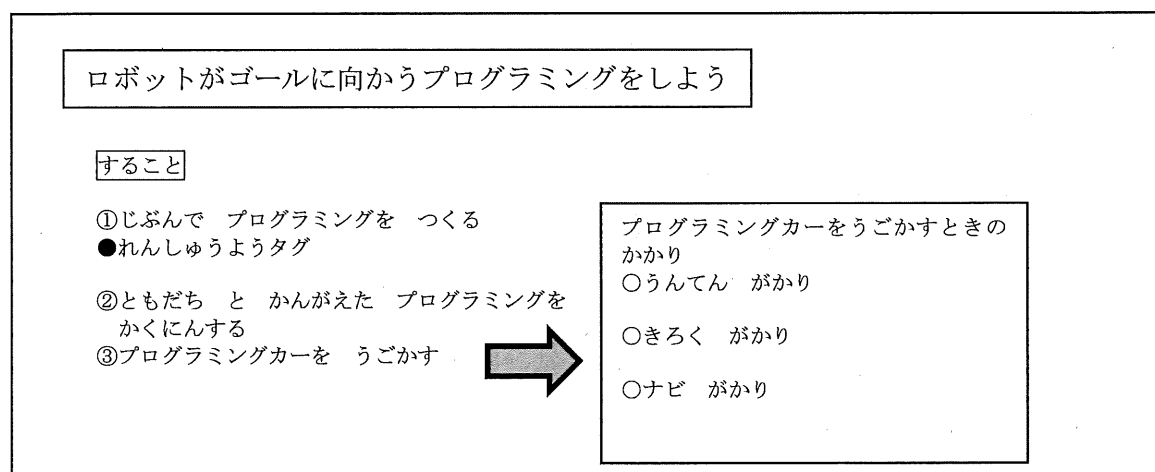 ロボットがゴールに向かうプログラミングをしよう
すること
①じぶんで　プログラミングを　つくる
●れんしゅうようタグ
②ともだち　と　かんがえた　プログラミングを
かくにんする
③プログラミングカーを　うごかす
プログラミングカーをうごかすときの
かかり
○うんてん　がかり
○きろく　がかり
○ナビ　がかり